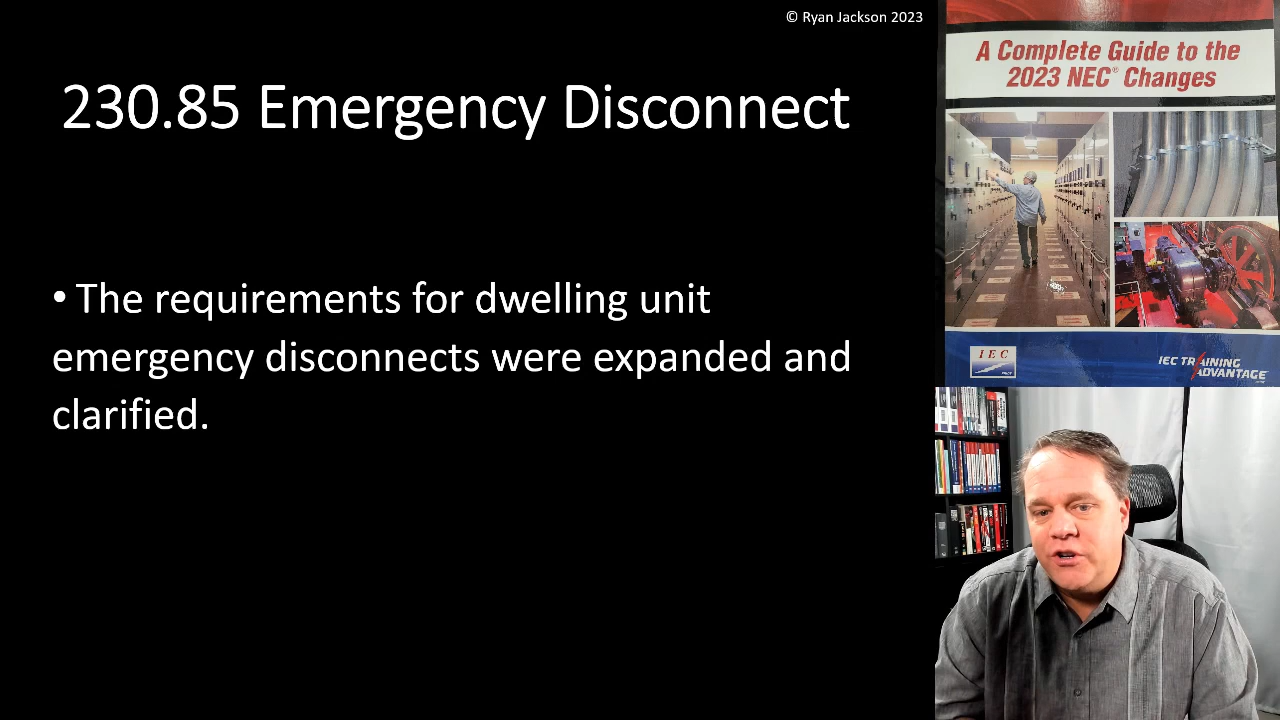 © Ryan Jackson 2023
230.85 Emergency Disconnect
• The requirements for dwelling unit
emergency disconnects were expanded and
clarified.
A Complete Guide to the
2023 NEC® Changes
IEC
IEC TRAINING
ADVANTAGE